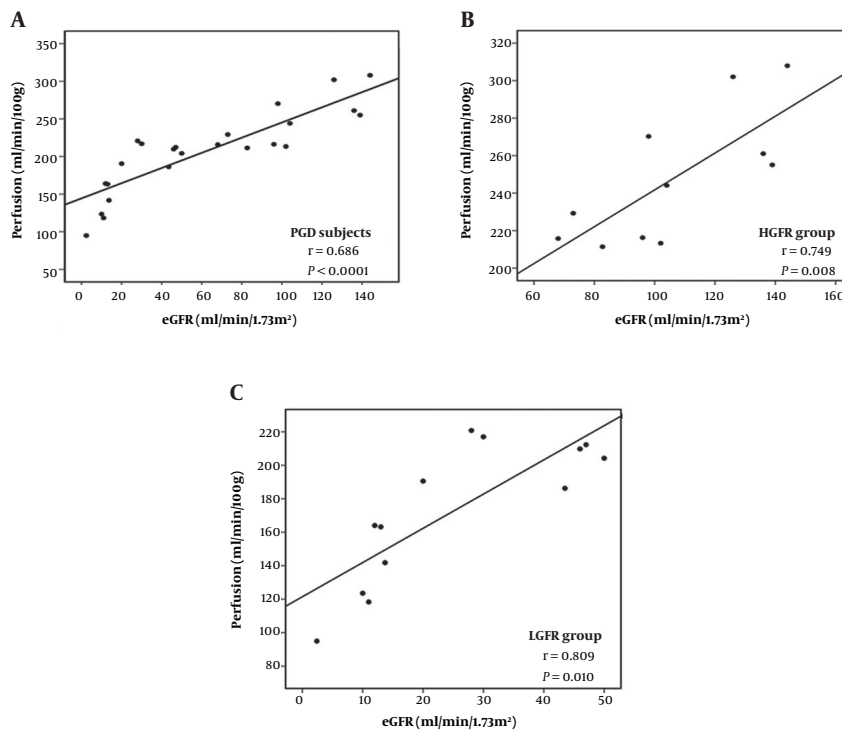 A
350
300
250
200
150
100
50
Perfusion (ml/min/100g)
PGD subjects
r = 0.686
P < 0.0001
0 20 40 60 80 100 120 140
eGFR (ml/min/1.73m²)
B
320
300
280
260
240
220
200
Perfusion (ml/min/100g)
HGFR group
r = 0.749
P = 0.008
60 80 100 120 140 160
eGFR (ml/min/1.73m²)
C
220
200
180
160
140
120
100
80
Perfusion (ml/min/100g)
LGFR group
r = 0.809
P = 0.010
0 10 20 30 40 50
eGFR (ml/min/1.73m²)